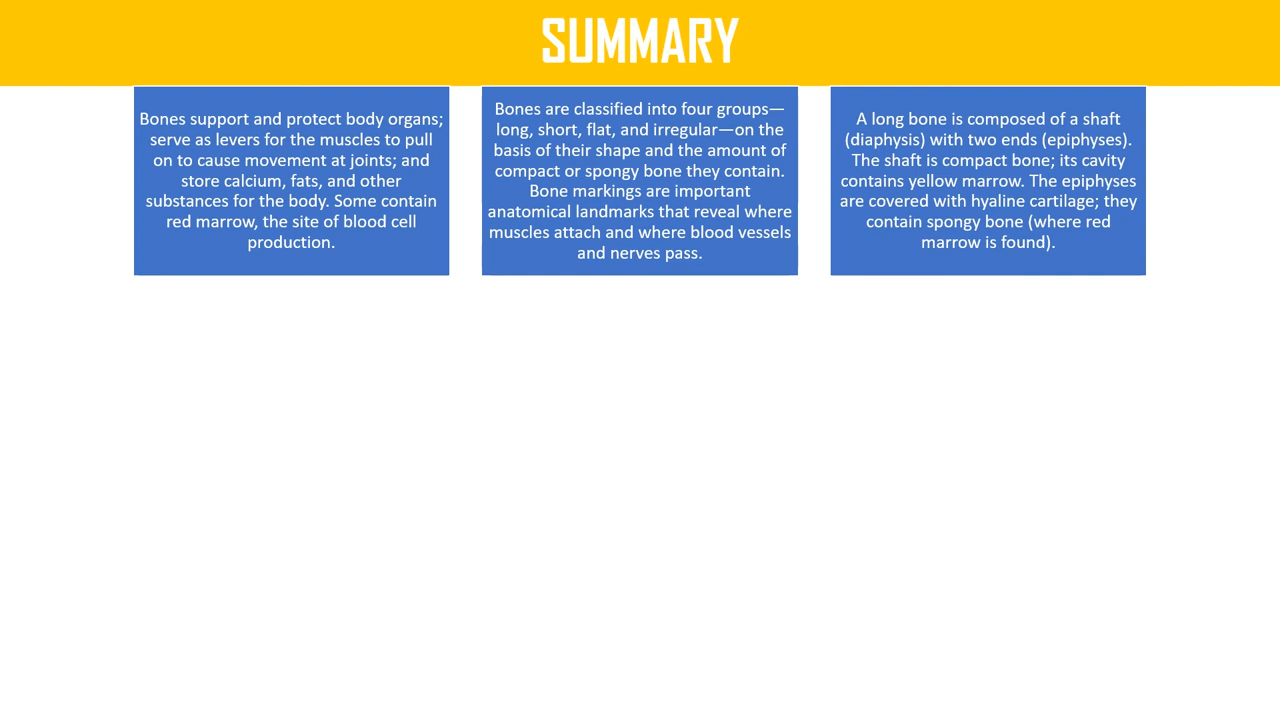 SUMMARY
Bones support and protect body organs;
serve as levers for the muscles to pull
on to cause movement at joints; and
store calcium, fats, and other
substances for the body. Some contain
red marrow, the site of blood cell
production.
Bones are classified into four groups—
long, short, flat, and irregular—on the
basis of their shape and the amount of
compact or spongy bone they contain.
Bone markings are important
anatomical landmarks that reveal where
muscles attach and where blood vessels
and nerves pass.
A long bone is composed of a shaft
(diaphysis) with two ends (epiphyses).
The shaft is compact bone; its cavity
contains yellow marrow. The epiphyses
are covered with hyaline cartilage; they
contain spongy bone (where red
marrow is found).